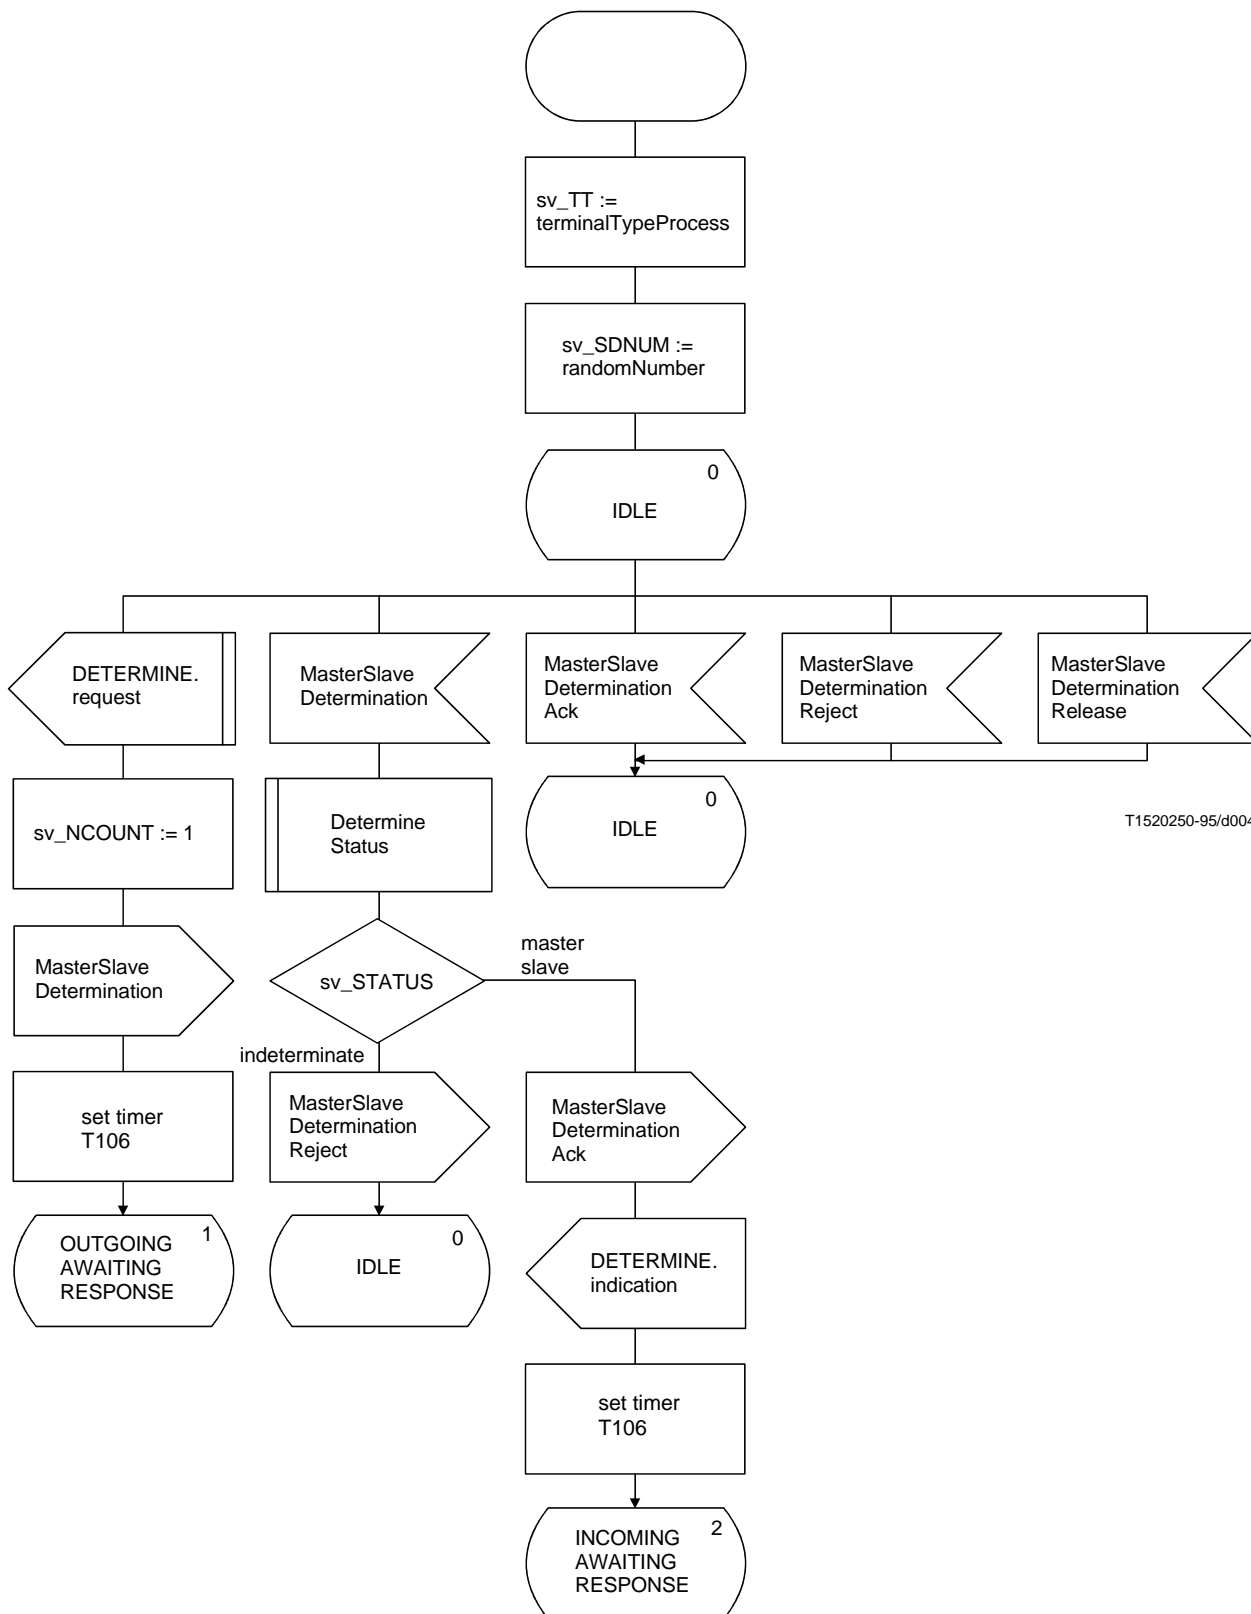 sv_TT :=
terminalTypeProcess
sv_SDNUM :=
randomNumber
0
IDLE
DETERMINE.
request
MasterSlave
Determination
MasterSlave
Determination
Ack
MasterSlave
Determination
Reject
MasterSlave
Determination
Release
sv_NCOUNT := 1
Determine
Status
0
IDLE
T1520250-95/d004
MasterSlave
Determination
sv_STATUS
master
slave
indeterminate
set timer
T106
MasterSlave
Determination
Reject
MasterSlave
Determination
Ack
1
OUTGOING
AWAITING
RESPONSE
0
IDLE
DETERMINE.
indication
set timer
T106
2
INCOMING
AWAITING
RESPONSE